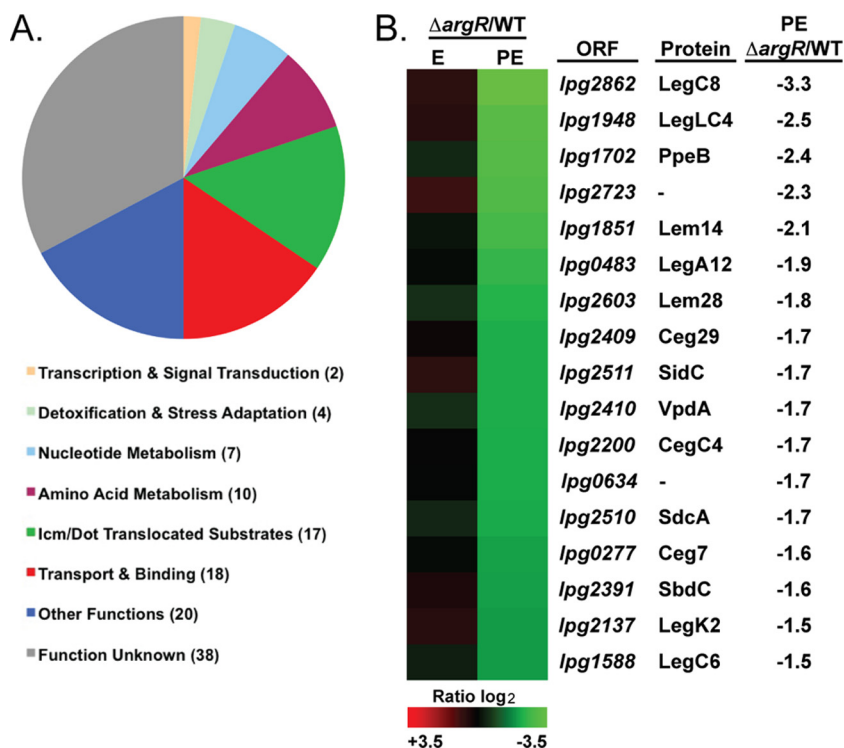 A.
Transcription & Signal Transduction (2)
Detoxification & Stress Adaptation (4)
Nucleotide Metabolism (7)
Amino Acid Metabolism (10)
Icm/Dot Translocated Substrates (17)
Transport & Binding (18)
Other Functions (20)
Function Unknown (38)
B.
ΔargR/WT
E PE ORF Protein PE ΔargR/WT
lpg2862 LegC8 -3.3
lpg1948 LegLC4 -2.5
lpg1702 PpeB -2.4
lpg2723 - -2.3
lpg1851 Lem14 -2.1
lpg0483 LegA12 -1.9
lpg2603 Lem28 -1.8
lpg2409 Ceg29 -1.7
lpg2511 SidC -1.7
lpg2410 VpdA -1.7
lpg2200 CegC4 -1.7
lpg0634 - -1.7
lpg2510 SdcA -1.7
lpg0277 Ceg7 -1.6
lpg2391 SbdC -1.6
lpg2137 LegK2 -1.5
lpg1588 LegC6 -1.5
Ratio log2
+3.5 -3.5